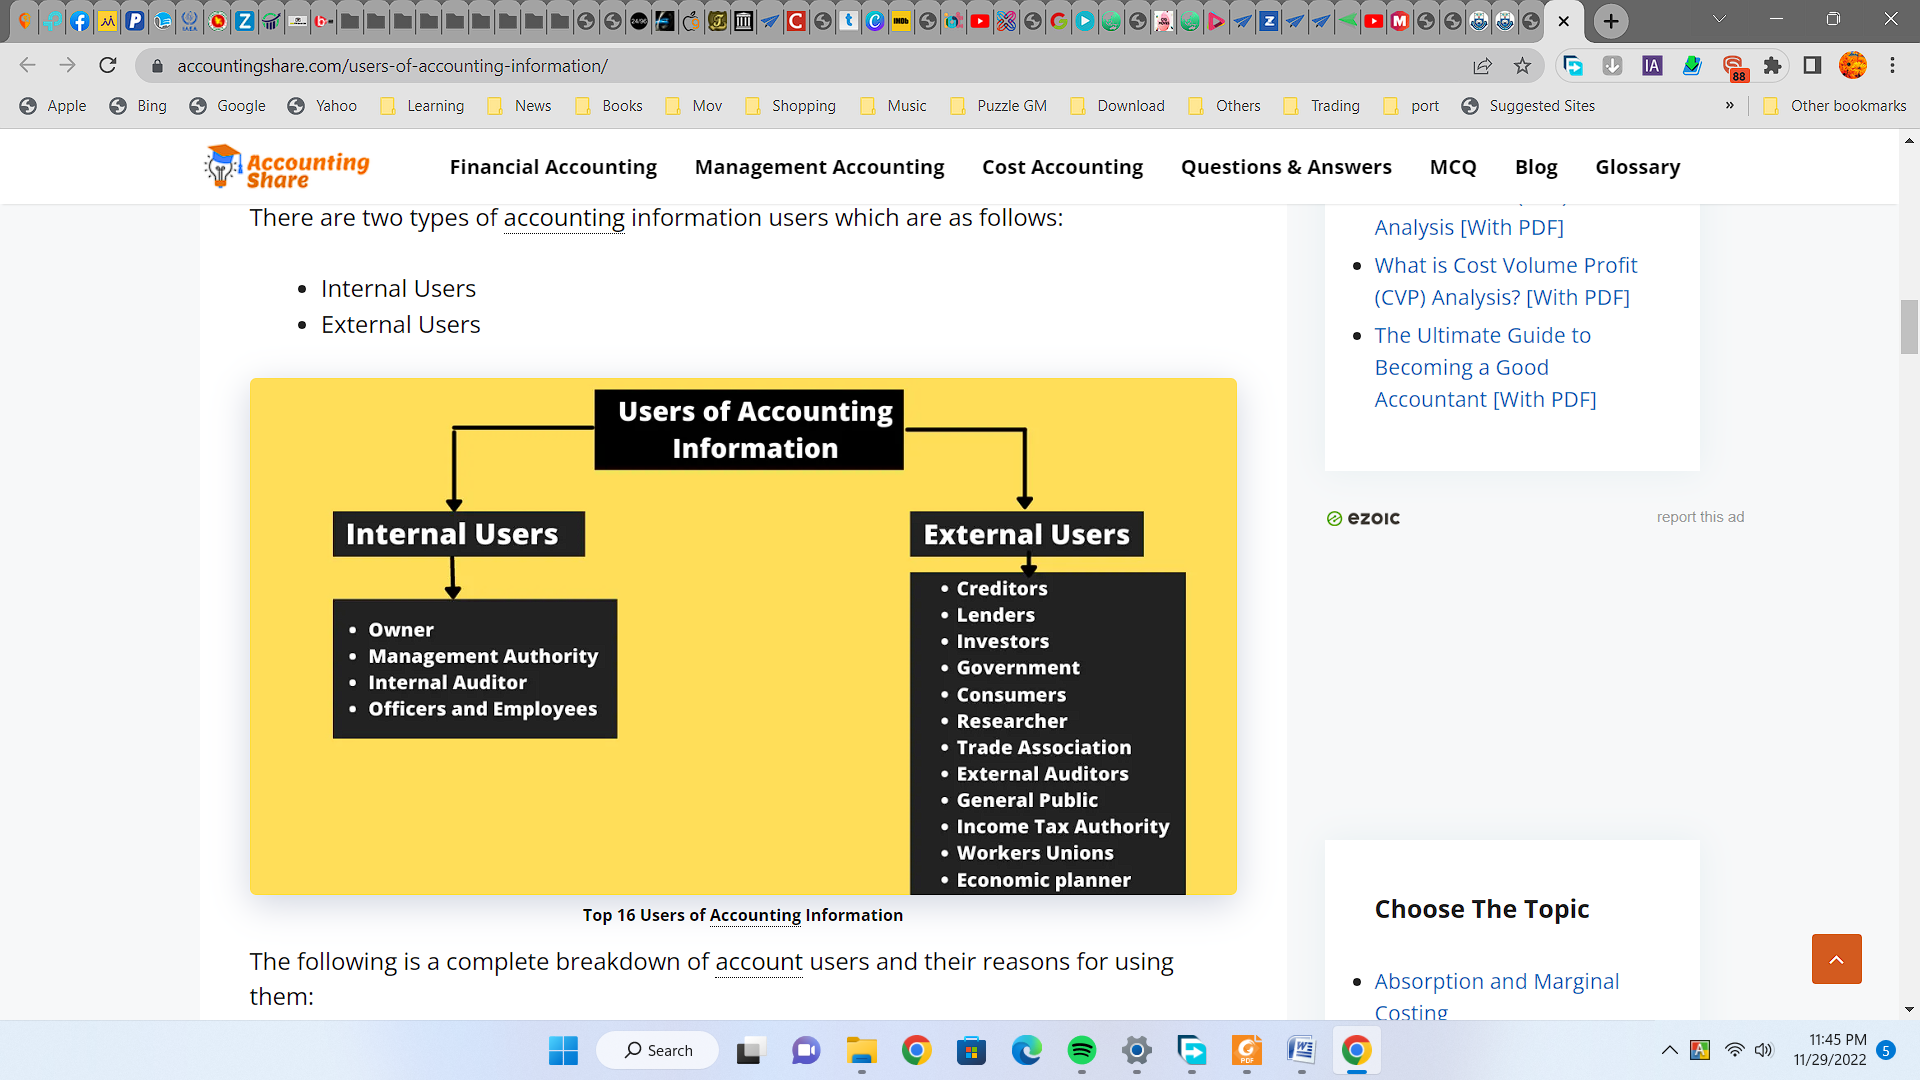 accountingshare.com/users-of-accounting-information/
IA
88
Apple
Bing
Google
Yahoo
Learning
News
Books
Mov
Shopping
Music
Puzzle GM
Download
Others
Trading
port
Suggested Sites
»
Other bookmarks
Accounting
Share
Financial Accounting
Management Accounting
Cost Accounting
Questions & Answers
MCQ
Blog
Glossary
There are two types of accounting information users which are as follows:
• Internal Users
• External Users
Users of Accounting
Information
Internal Users
• Owner
• Management Authority
• Internal Auditor
• Officers and Employees
External Users
• Creditors
• Lenders
• Investors
• Government
• Consumers
• Researcher
• Trade Association
• External Auditors
• General Public
• Income Tax Authority
• Workers Unions
• Economic planner
Top 16 Users of Accounting Information
The following is a complete breakdown of account users and their reasons for using
them:
Analysis [With PDF]
• What is Cost Volume Profit
(CVP) Analysis? [With PDF]
• The Ultimate Guide to
Becoming a Good
Accountant [With PDF]
ezoic
report this ad
Choose The Topic
• Absorption and Marginal
Costing
Search
11:45 PM
11/29/2022
5